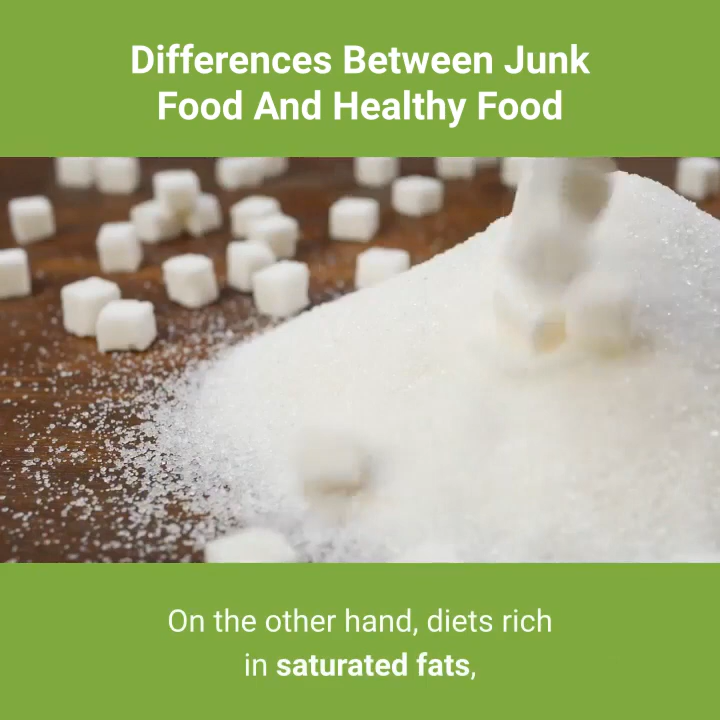 Differences Between Junk
Food And Healthy Food
On the other hand, diets rich
in saturated fats,